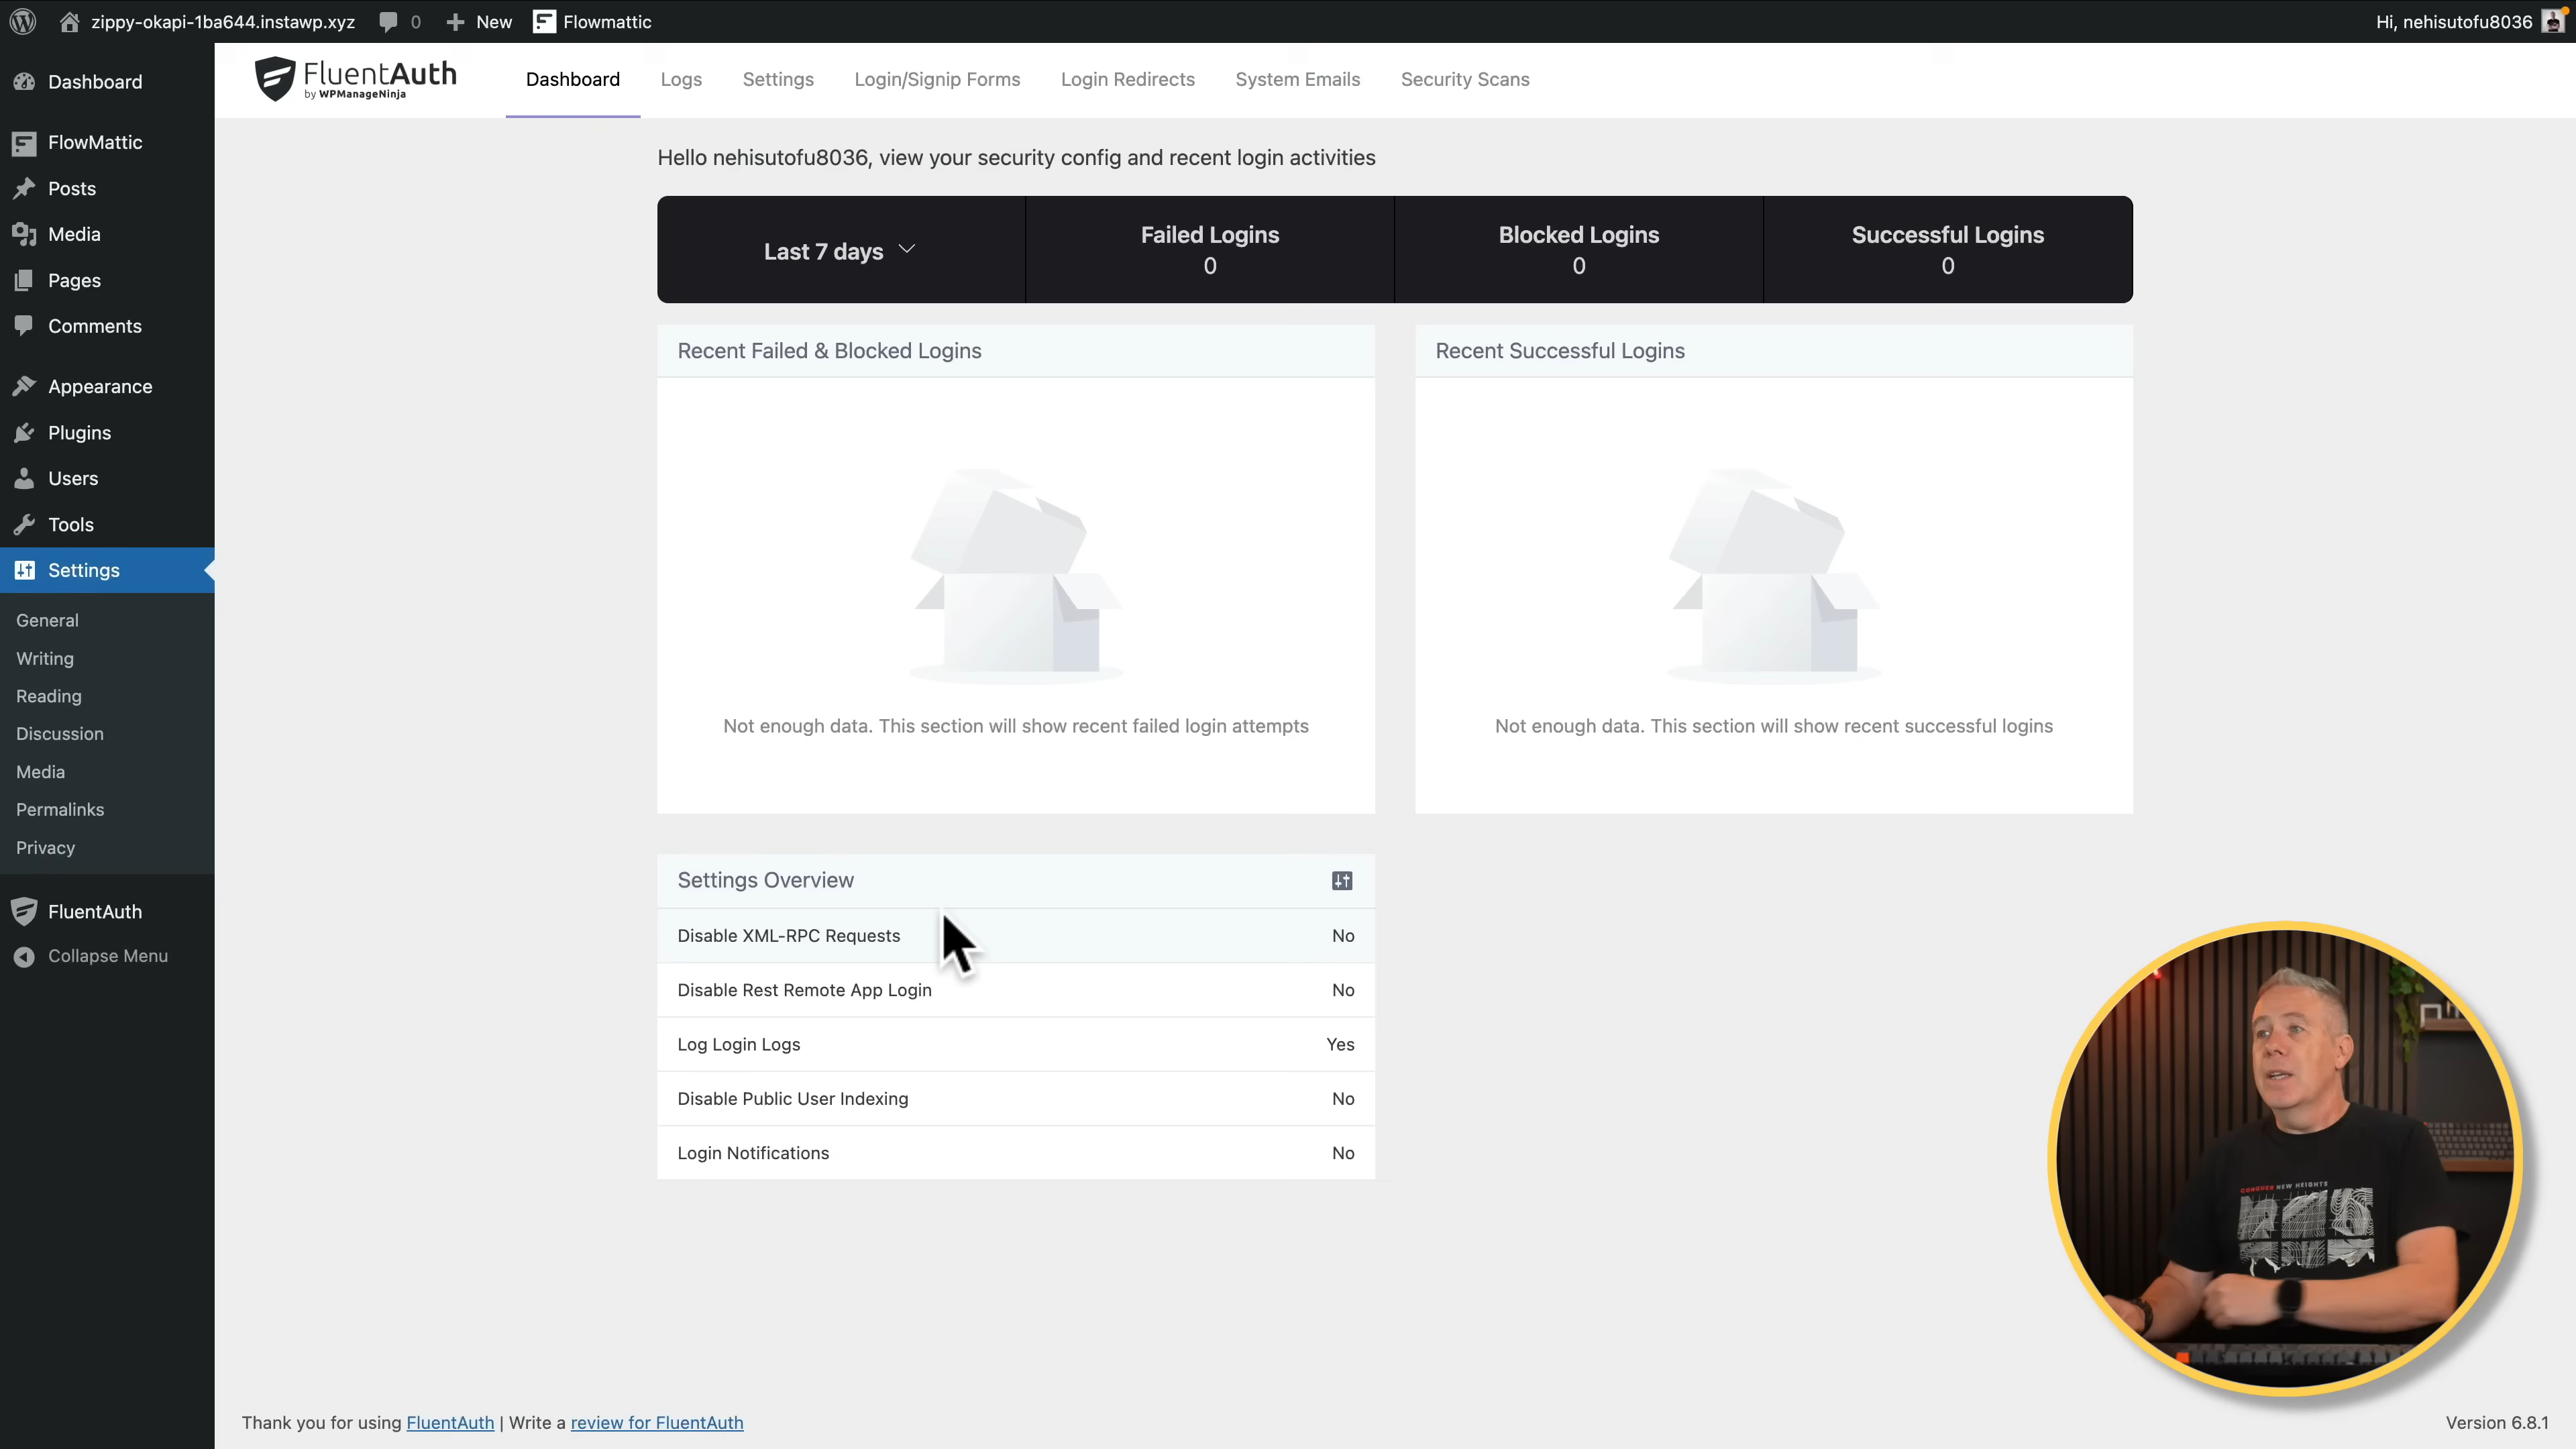 zippy-okapi-1ba644.instawp.xyz 0 New Flowmattic Hi, nehisutofu8036
Dashboard
FlowMattic
Posts
Media
Pages
Comments
Appearance
Plugins
Users
Tools
Settings
General
Writing
Reading
Discussion
Media
Permalinks
Privacy
FluentAuth
Collapse Menu
FluentAuth
by WPManageNinja
Dashboard Logs Settings Login/Signip Forms Login Redirects System Emails Security Scans
Hello nehisutofu8036, view your security config and recent login activities
Last 7 days
Failed Logins
0
Blocked Logins
0
Successful Logins
0
Recent Failed & Blocked Logins
Not enough data. This section will show recent failed login attempts
Recent Successful Logins
Not enough data. This section will show recent successful logins
Settings Overview
Disable XML-RPC Requests No
Disable Rest Remote App Login No
Log Login Logs Yes
Disable Public User Indexing No
Login Notifications No
CONQUER NEW HEIGHTS
Thank you for using FluentAuth | Write a review for FluentAuth
Version 6.8.1